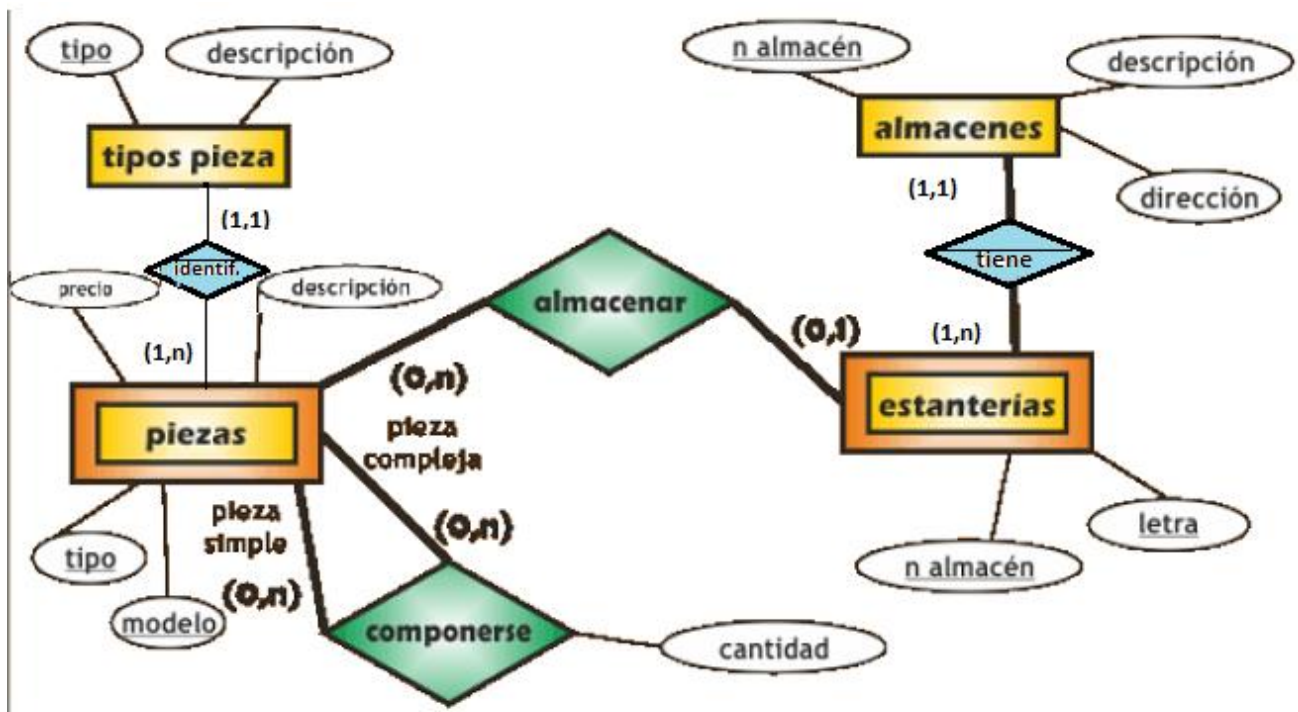 tipo
descripción
tipos pieza
(1,1)
identif.
precio
descripción
(1,n)
piezas
tipo
modelo
n almacén
descripción
almacenes
dirección
(1,1)
tiene
(1,n)
estanterías
n almacén
letra
almacenar
(0,n)
(0,1)
pieza
compleja
(0,n)
pieza
simple
(0,n)
componerse
cantidad